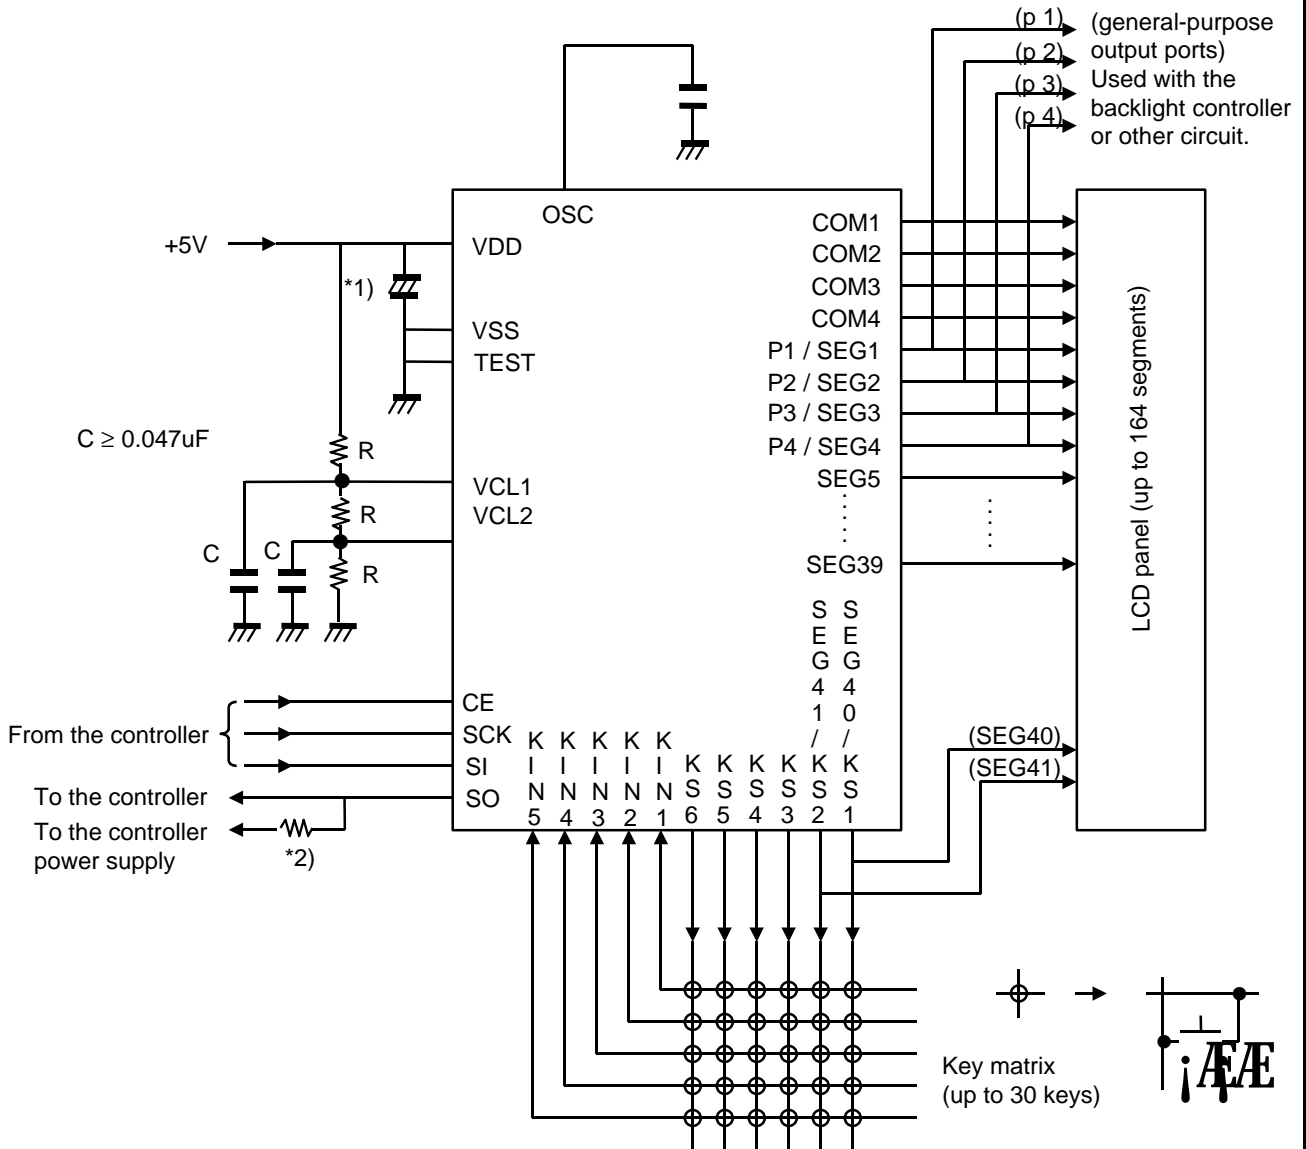 (p 1)
(p 2)
(p 3)
(p 4)
(general-purpose
output ports)
Used with the
backlight controller
or other circuit.
OSC
+5V
VDD
*1)
VSS
TEST
C ≥ 0.047uF
R
VCL1
R
VCL2
C
C
R
COM1
COM2
COM3
COM4
P1 / SEG1
P2 / SEG2
P3 / SEG3
P4 / SEG4
SEG5
SEG39
SEG41/KS2
SEG40/KS1
LCD panel (up to 164 segments)
CE
From the controller
SCK
SI
To the controller
SO
To the controller
power supply
*2)
KIN5
KIN4
KIN3
KIN2
KIN1
KS6
KS5
KS4
KS3
(SEG40)
(SEG41)
Key matrix
(up to 30 keys)
¡Æ¡Æ